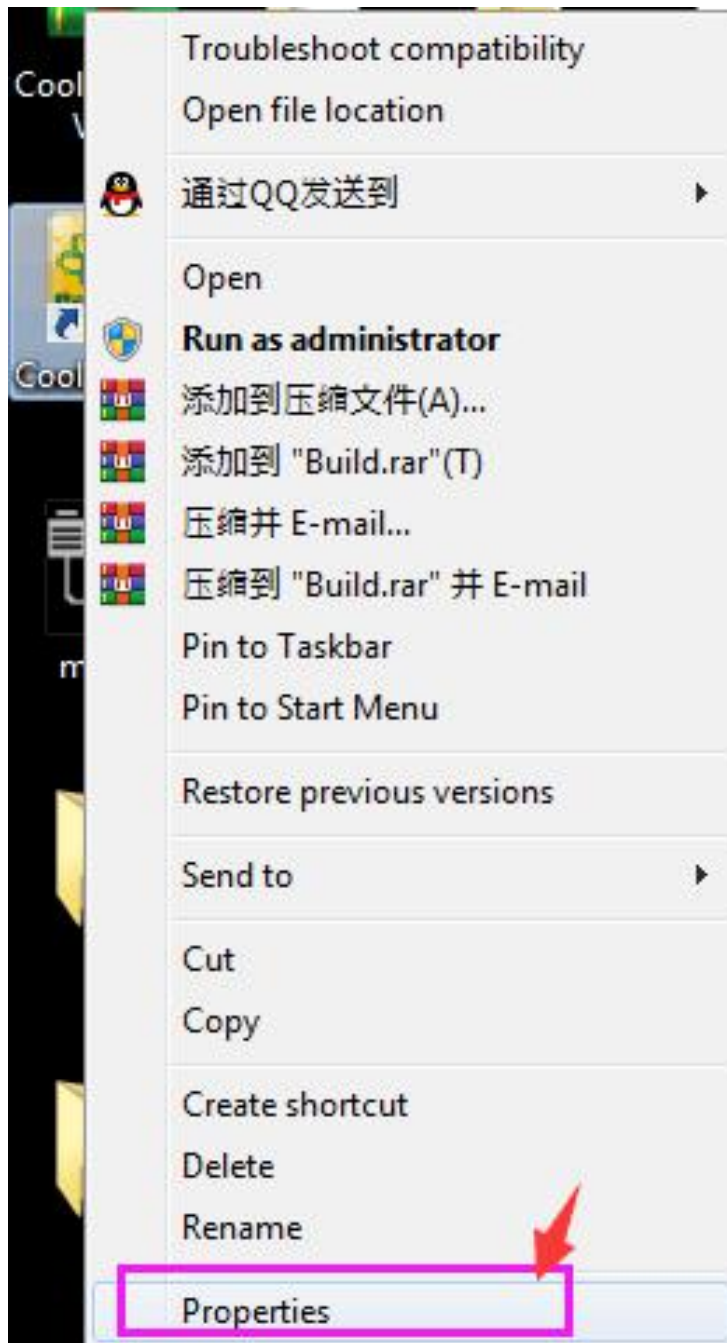 Troubleshoot compatibility
Cool
Open file location
通过QQ发送到
Open
Run as administrator
Cool
添加到压缩文件(A)...
添加到 "Build.rar"(T)
压缩并 E-mail...
压缩到 "Build.rar" 并 E-mail
Pin to Taskbar
m
Pin to Start Menu
Restore previous versions
Send to
Cut
Copy
Create shortcut
Delete
Rename
Properties